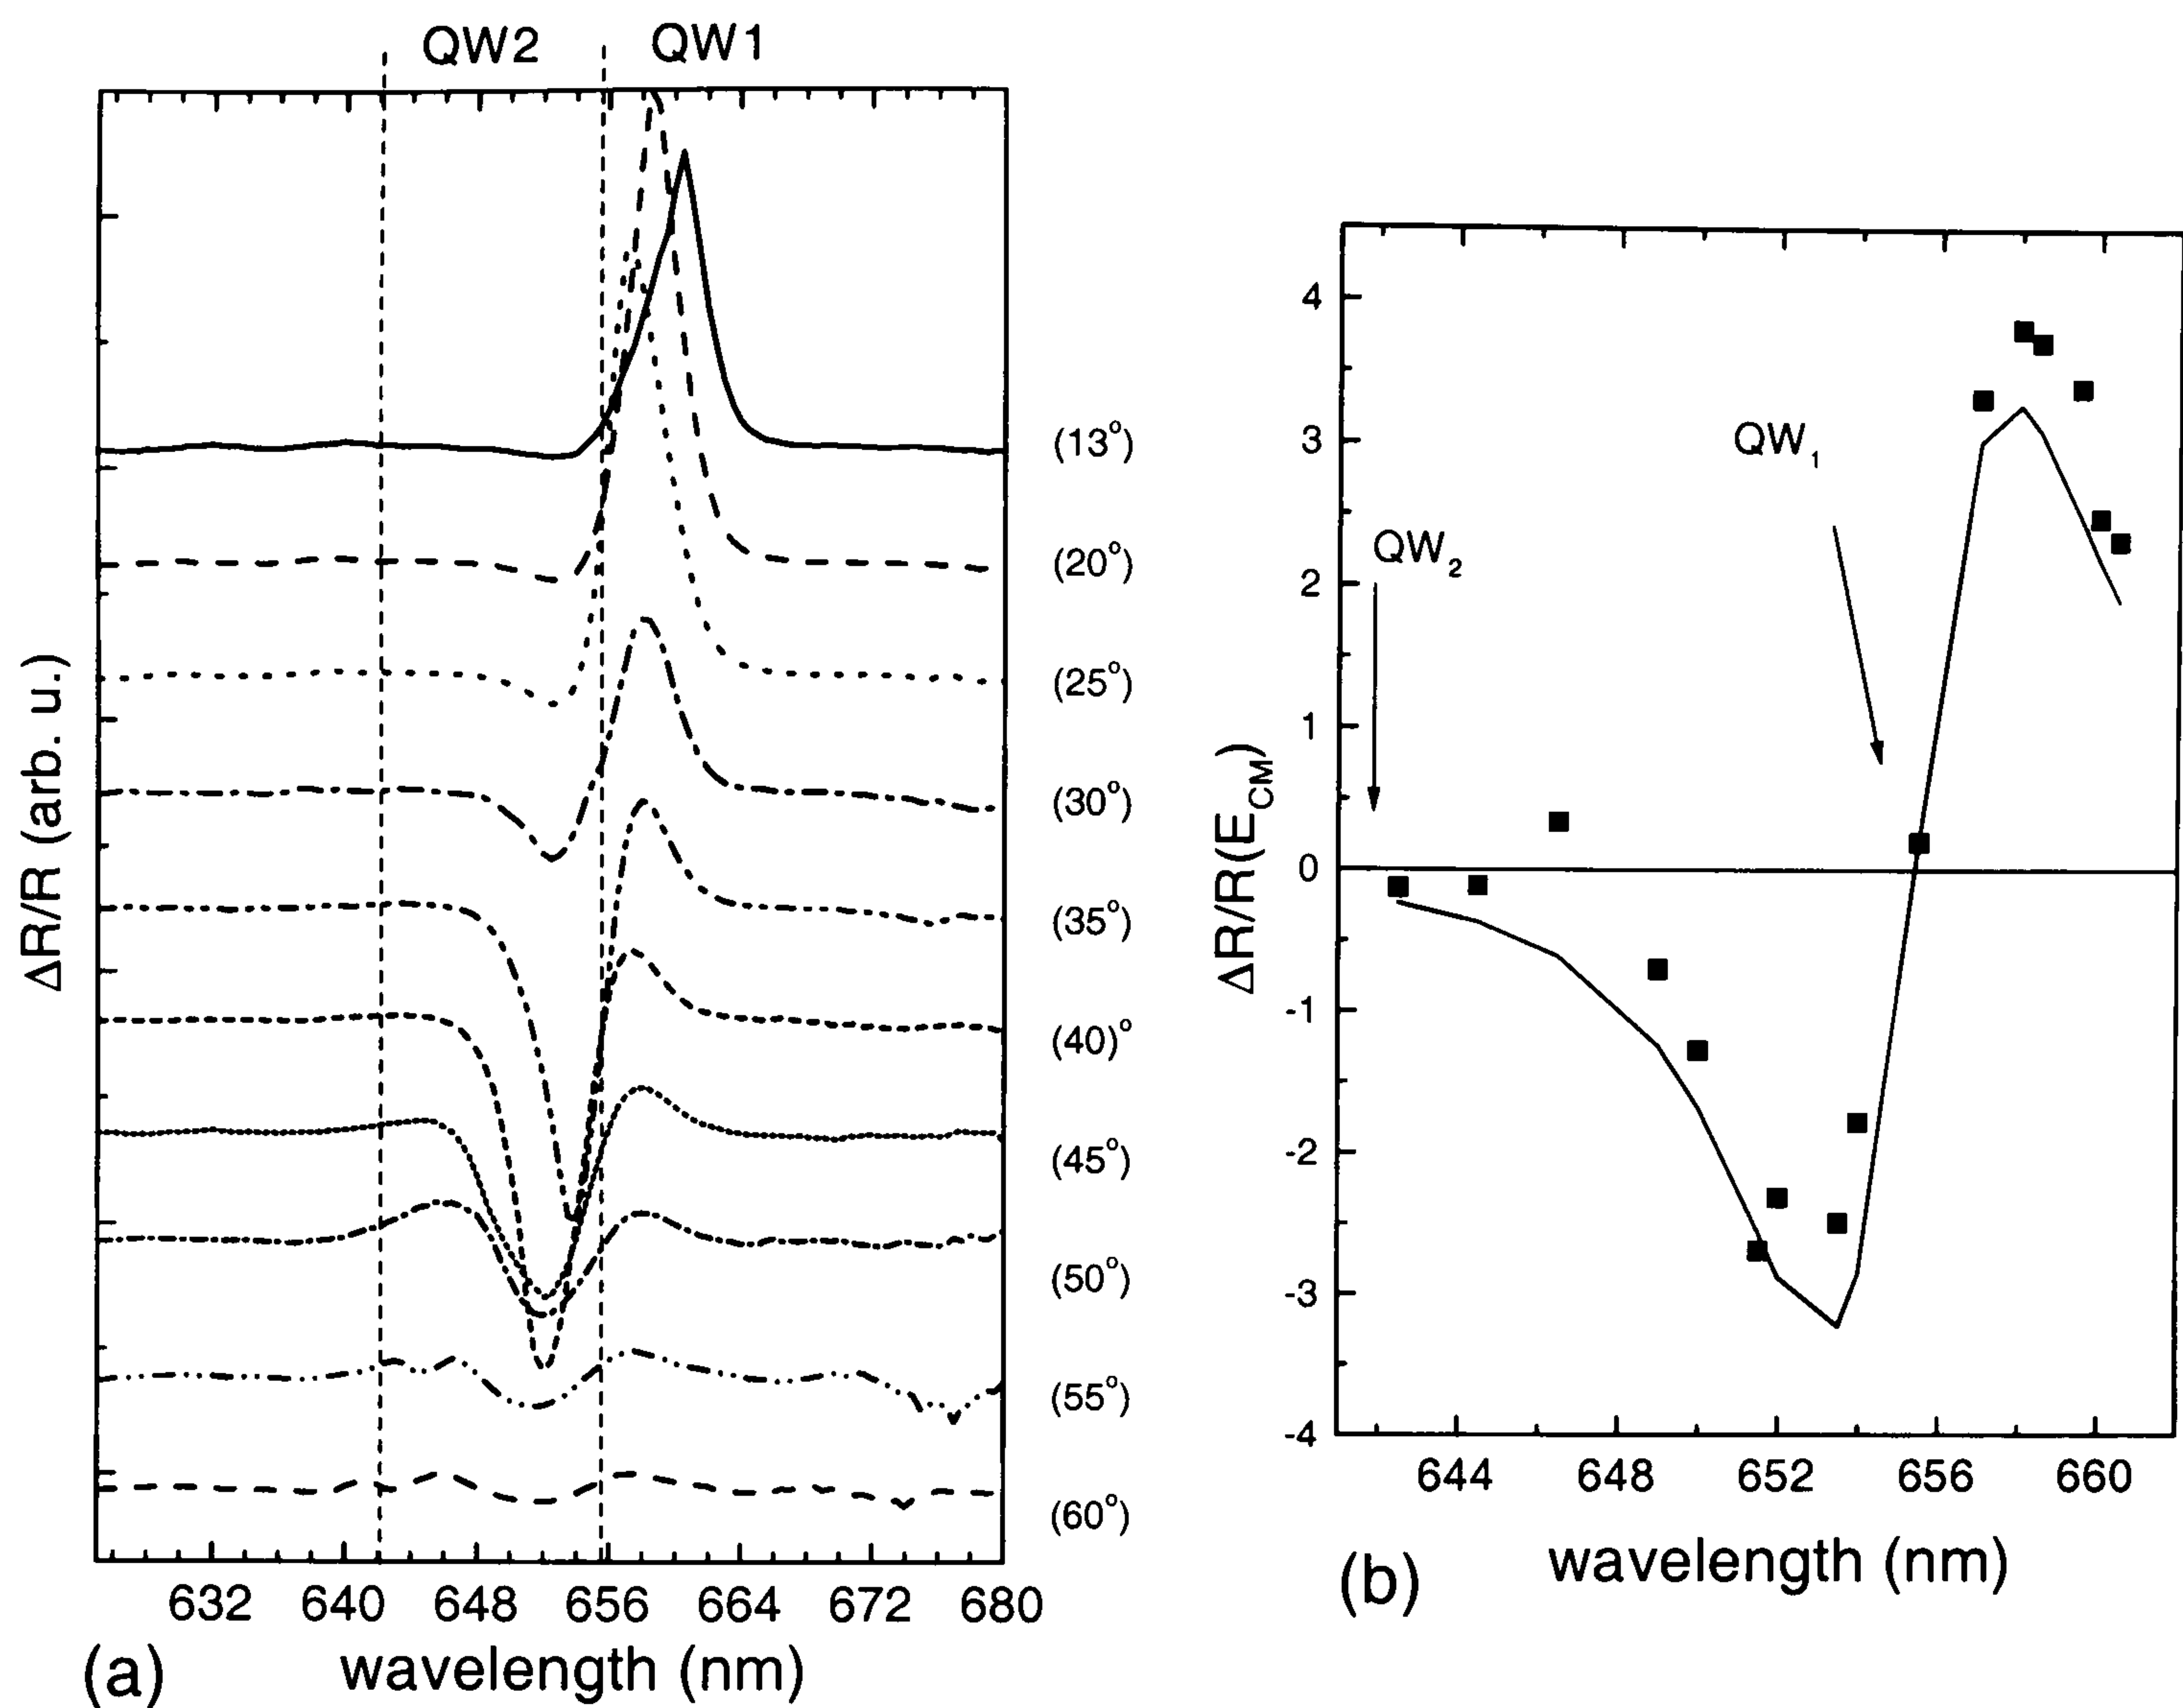 QW2
QW1
ΔR/R (arb. u.)
(13°)
(20°)
(25°)
(30°)
(35°)
(40)°
(45°)
(50°)
(55°)
(60°)
632 640 648 656 664 672 680
(a) wavelength (nm)
ΔR/R(E_CM)
4
3
2
1
0
-1
-2
-3
-4
QW₁
QW₂
644 648 652 656 660
(b) wavelength (nm)